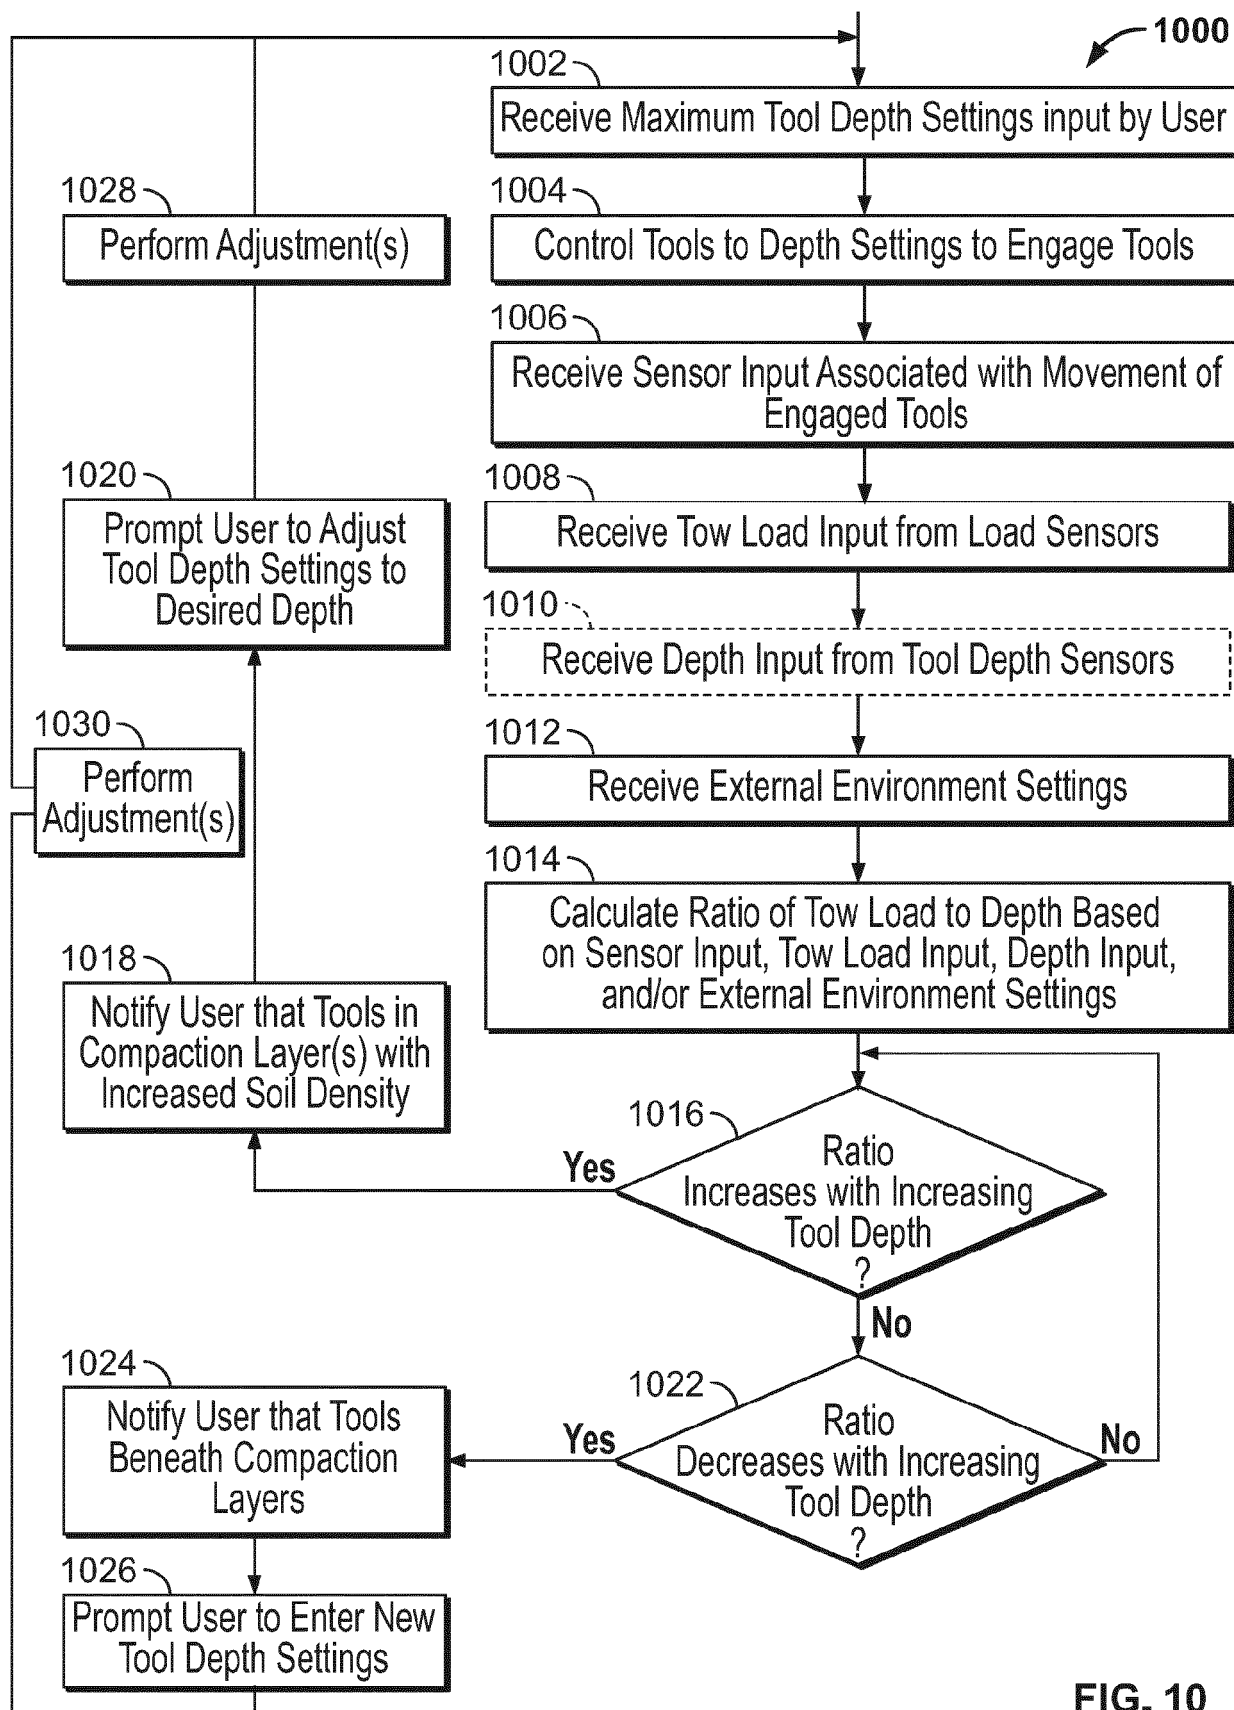 1000
1002
Receive Maximum Tool Depth Settings input by User
1004
Control Tools to Depth Settings to Engage Tools
1006
Receive Sensor Input Associated with Movement of
Engaged Tools
1008
Receive Tow Load Input from Load Sensors
1010
Receive Depth Input from Tool Depth Sensors
1012
Receive External Environment Settings
1014
Calculate Ratio of Tow Load to Depth Based
on Sensor Input, Tow Load Input, Depth Input,
and/or External Environment Settings
1016
Ratio
Increases with Increasing
Tool Depth
?
Yes
No
1018
Notify User that Tools in
Compaction Layer(s) with
Increased Soil Density
1020
Prompt User to Adjust
Tool Depth Settings to
Desired Depth
1028
Perform Adjustment(s)
1022
Ratio
Decreases with Increasing
Tool Depth
?
Yes
No
1024
Notify User that Tools
Beneath Compaction
Layers
1026
Prompt User to Enter New
Tool Depth Settings
1030
Perform
Adjustment(s)
FIG. 10